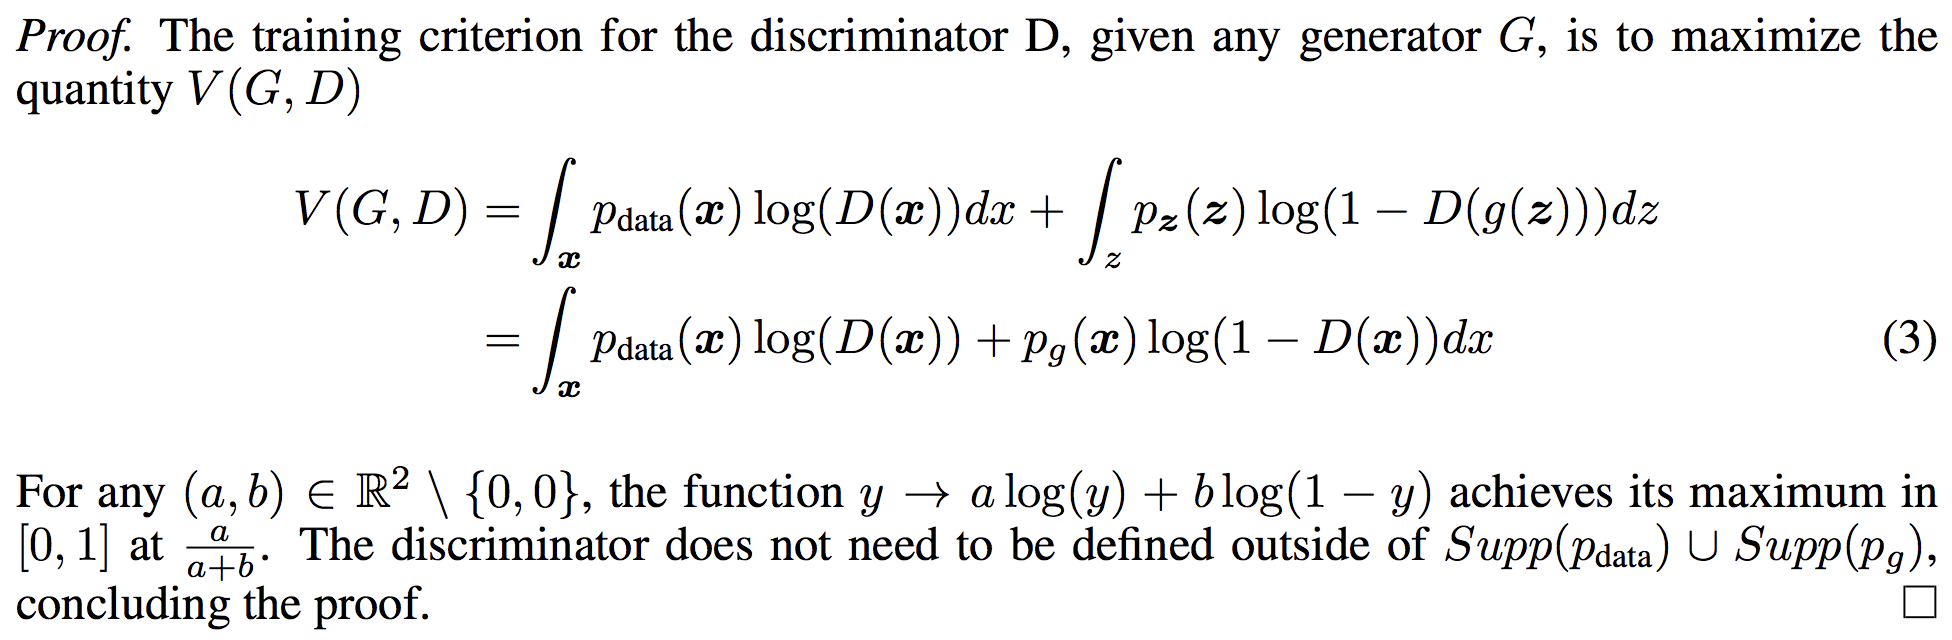 Proof. The training criterion for the discriminator D, given any generator G, is to maximize the
quantity V(G, D)
V(G, D) = ∫_x p_data(x) log(D(x))dx + ∫_z p_z(z) log(1 − D(g(z)))dz
= ∫_x p_data(x) log(D(x)) + p_g(x) log(1 − D(x))dx (3)
For any (a, b) ∈ ℝ² \ {0, 0}, the function y → a log(y) + b log(1 − y) achieves its maximum in
[0, 1] at a/(a+b). The discriminator does not need to be defined outside of Supp(p_data) ∪ Supp(p_g),
concluding the proof. □